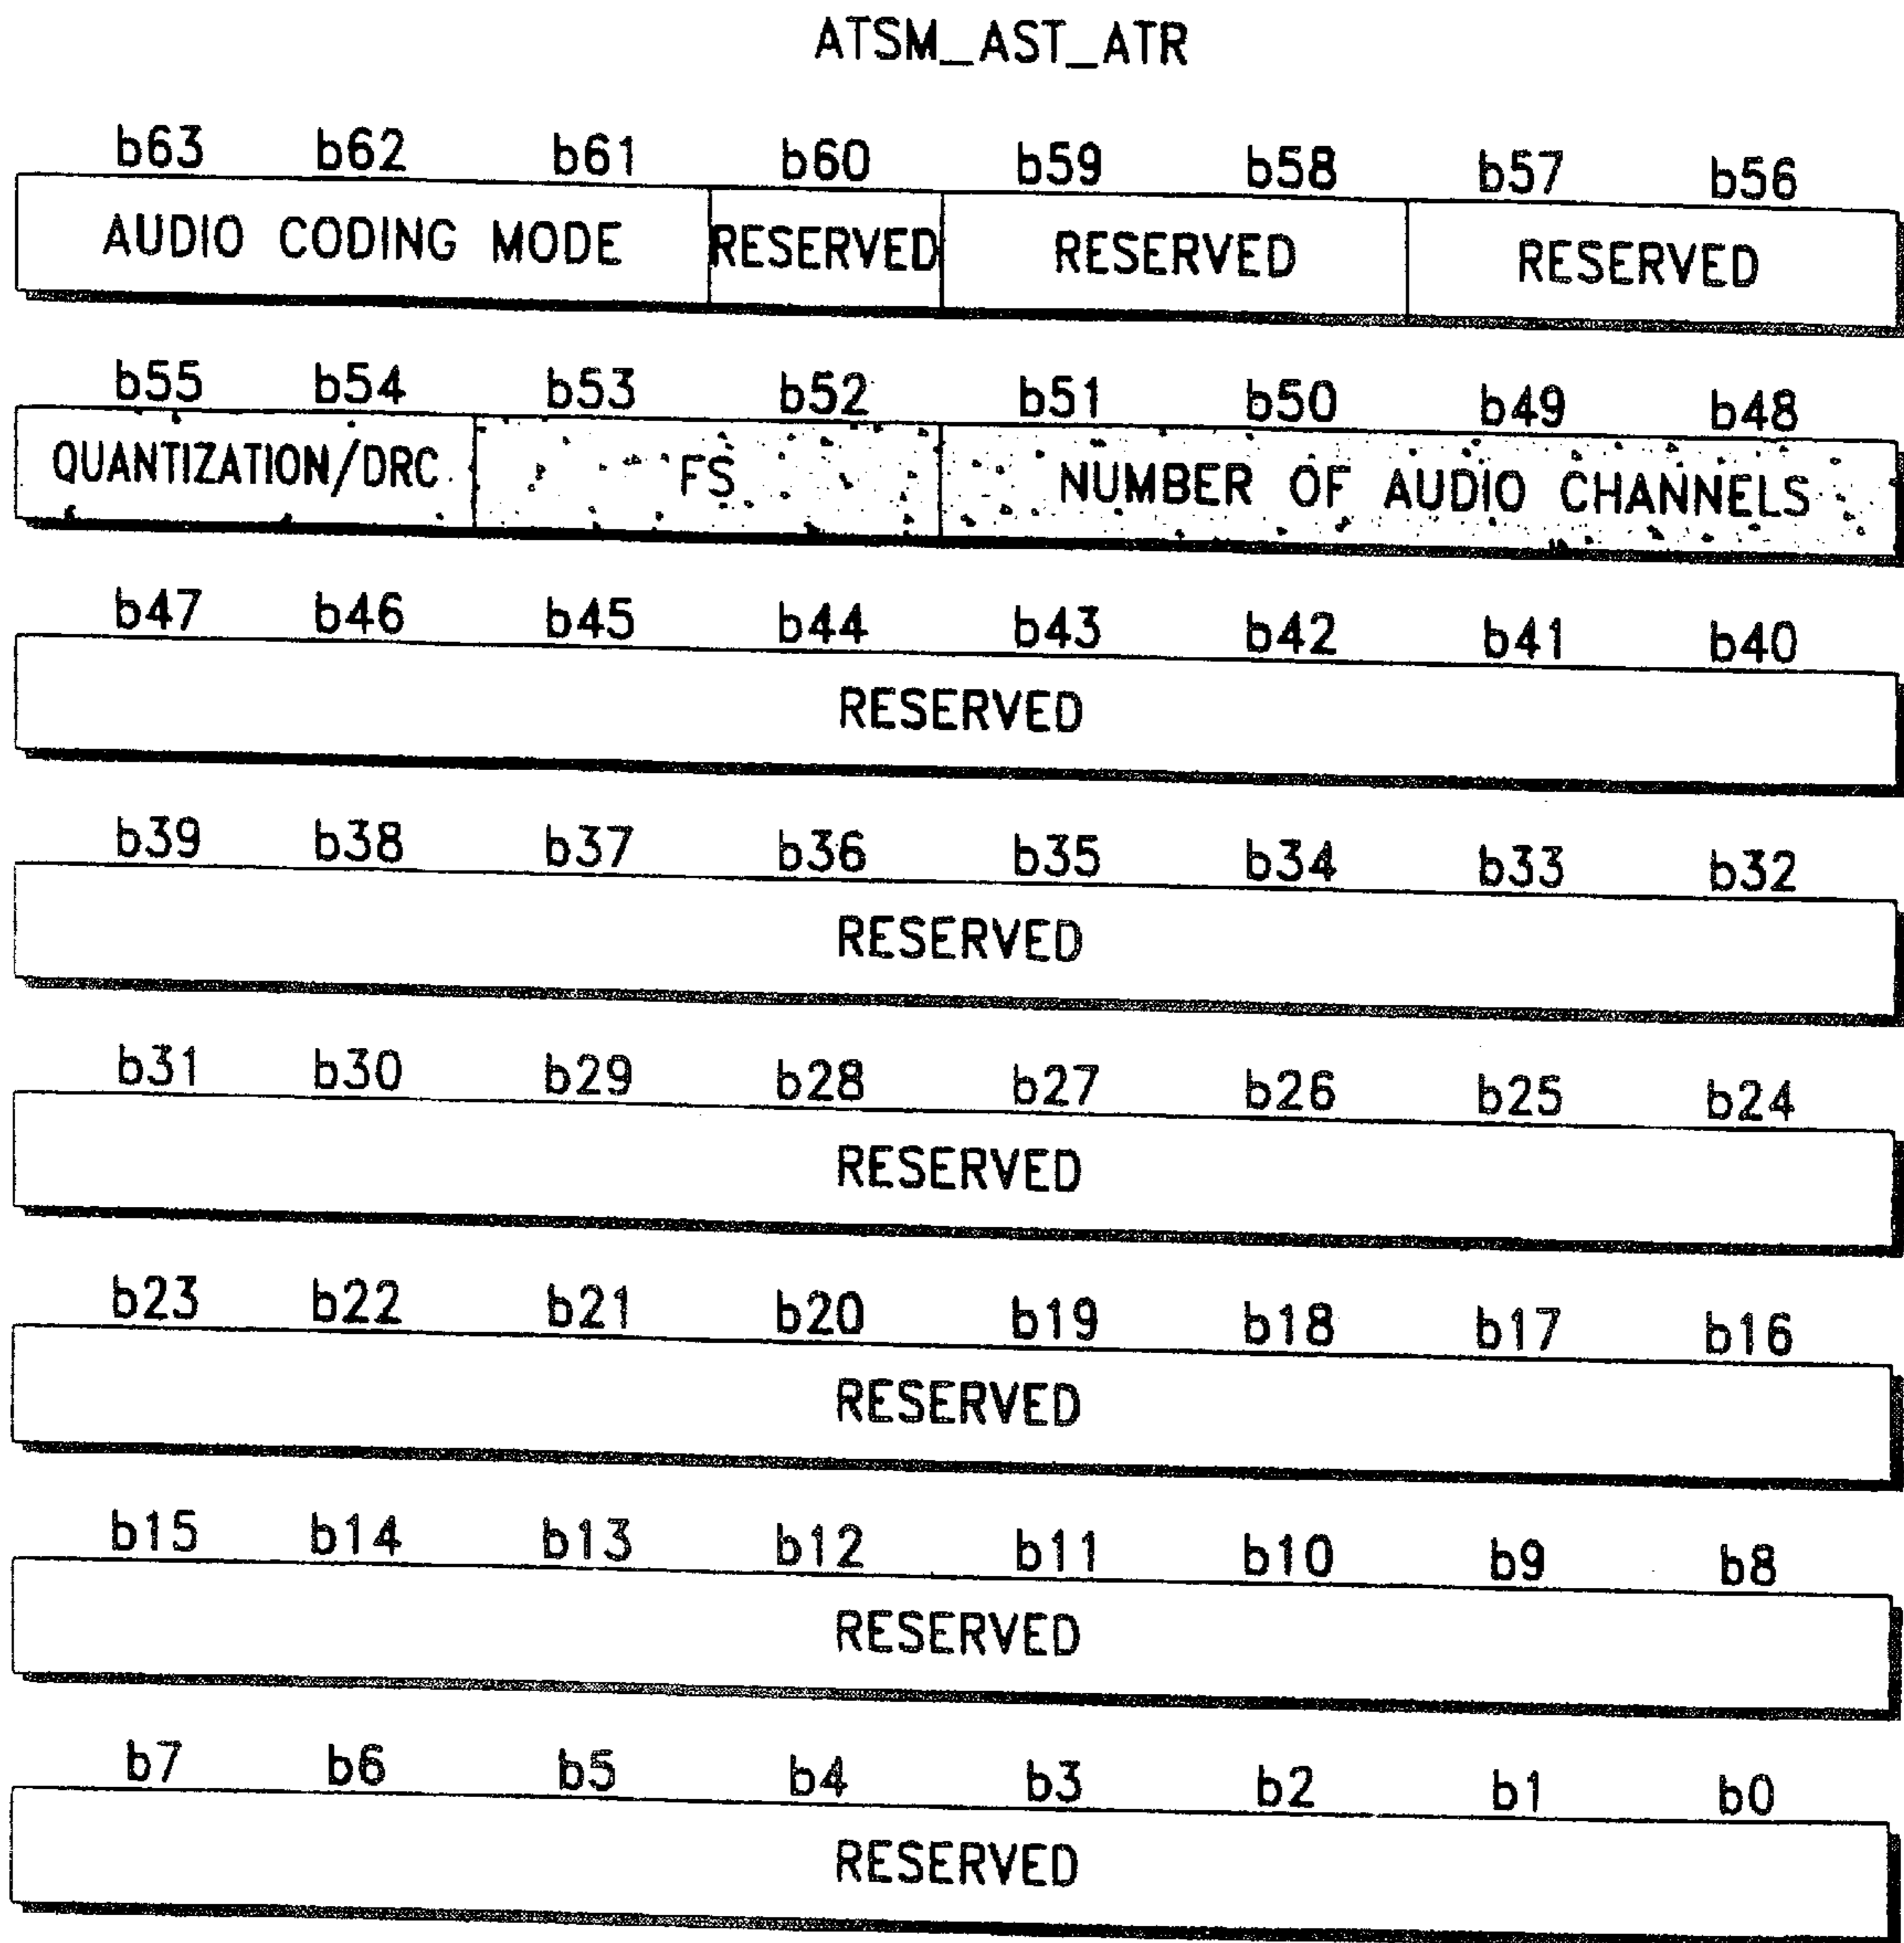 ATSM_AST_ATR
b63 b62 b61 b60 b59 b58 b57 b56
AUDIO CODING MODE RESERVED RESERVED RESERVED
b55 b54 b53 b52 b51 b50 b49 b48
QUANTIZATION/DRC FS NUMBER OF AUDIO CHANNELS
b47 b46 b45 b44 b43 b42 b41 b40
RESERVED
b39 b38 b37 b36 b35 b34 b33 b32
RESERVED
b31 b30 b29 b28 b27 b26 b25 b24
RESERVED
b23 b22 b21 b20 b19 b18 b17 b16
RESERVED
b15 b14 b13 b12 b11 b10 b9 b8
RESERVED
b7 b6 b5 b4 b3 b2 b1 b0
RESERVED